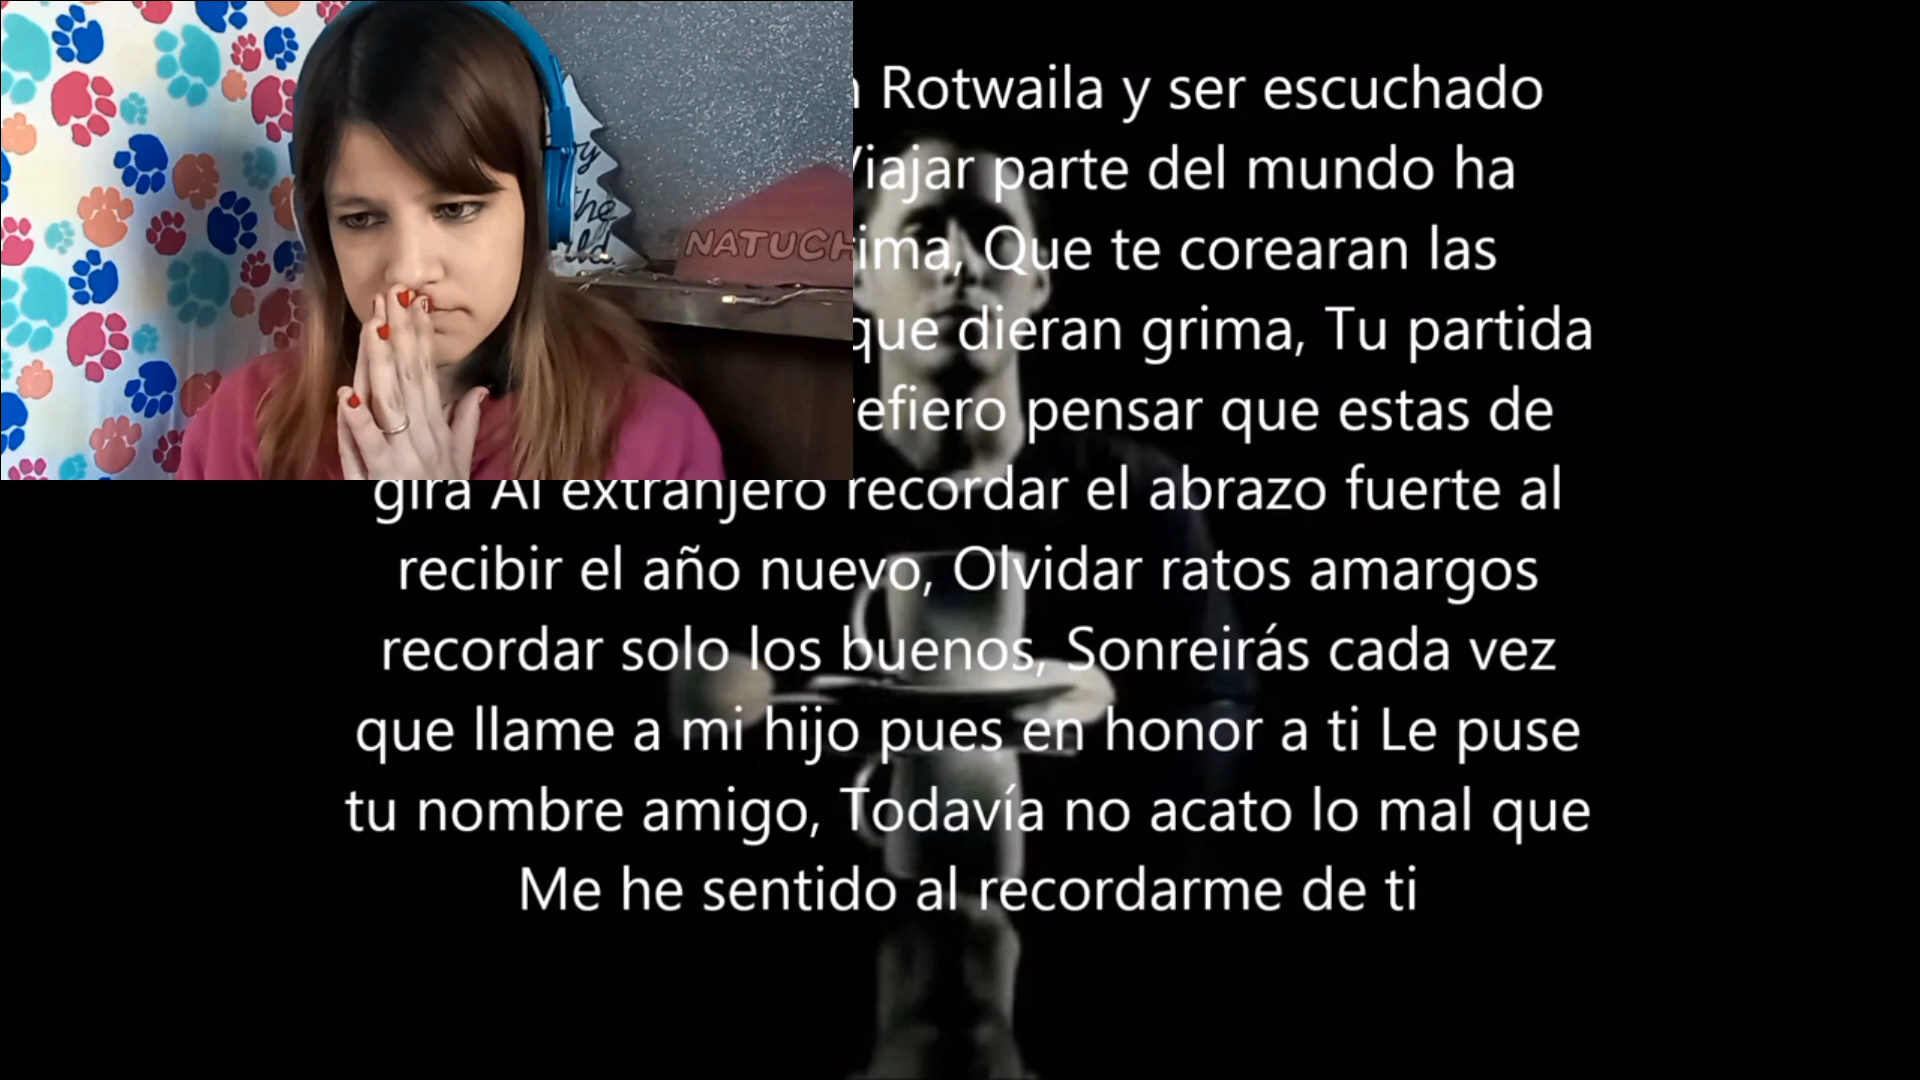 Rotwaila y ser escuchado
Viajar parte del mundo ha
Que te corearan las
que dieran grima, Tu partida
pensar que estas de
gira Al extranjero recordar el abrazo fuerte al
recibir el año nuevo, Olvidar ratos amargos
recordar solo los buenos, Sonreirás cada vez
que llame a mi hijo pues en honor a ti Le puse
tu nombre amigo, Todavía no acato lo mal que
Me he sentido al recordarme de ti
the
NATUCH